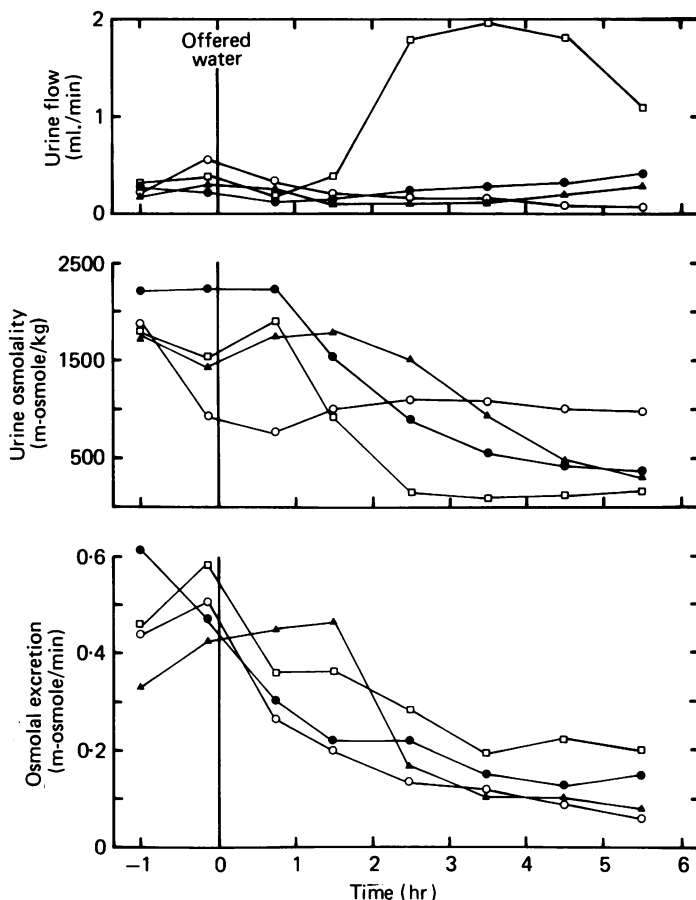 2
Offered
water
1
0
Urine flow
(ml./min)
2500
1500
500
Urine osmolality
(m-osmole/kg)
0·6
0·4
0·2
0
Osmolal excretion
(m-osmole/min)
−1 0 1 2 3 4 5 6
Time (hr)